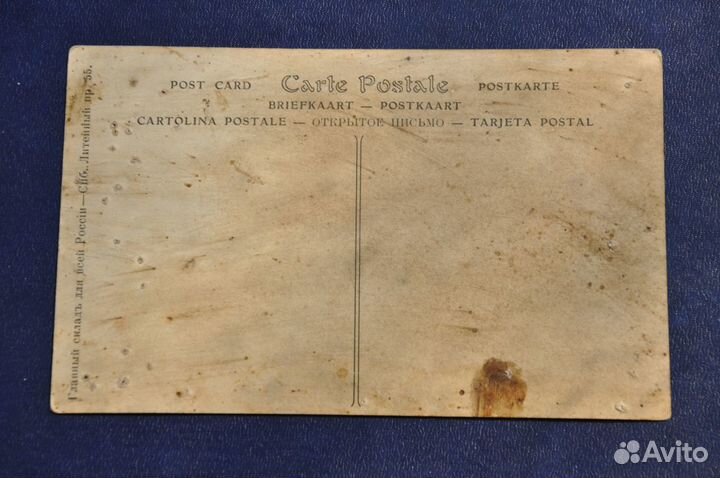 POST CARD Carte Postale POSTKARTE
BRIEFKAART — POSTKAART
CARTOLINA POSTALE — ОТКРЫТОЕ ПИСЬМО — TARJETA POSTAL
Главный складъ для всей Россіи—Спб., Литейный пр. 55.
Avito